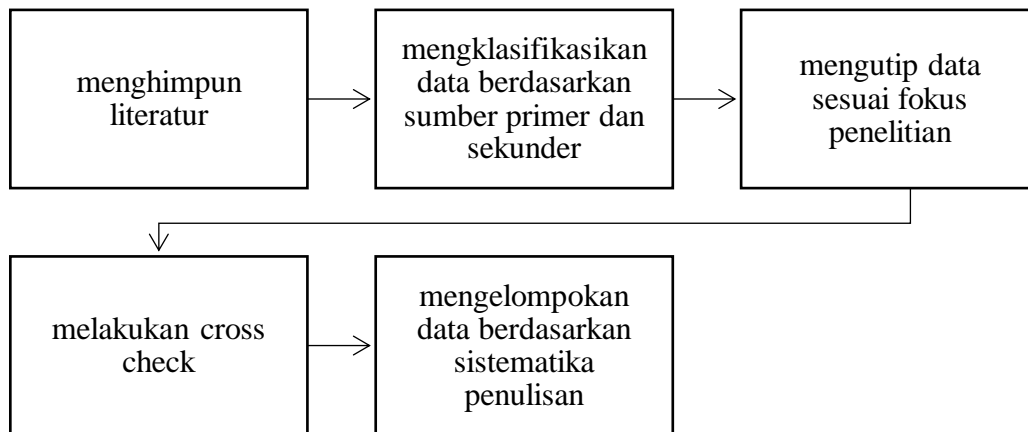 menghimpun
literatur
mengklasifikasikan
data berdasarkan
sumber primer dan
sekunder
mengutip data
sesuai fokus
penelitian
melakukan cross
check
mengelompokan
data berdasarkan
sistematika
penulisan